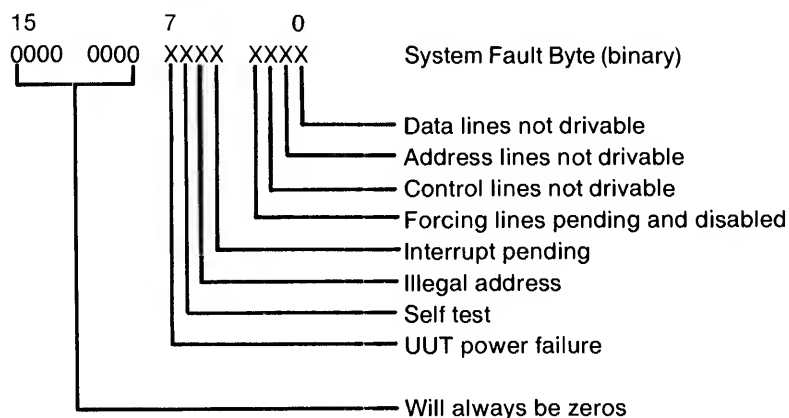 15 7 0
0000 0000 XXXX XXXX System Fault Byte (binary)
Data lines not drivable
Address lines not drivable
Control lines not drivable
Forcing lines pending and disabled
Interrupt pending
Illegal address
Self test
UUT power failure
Will always be zeros